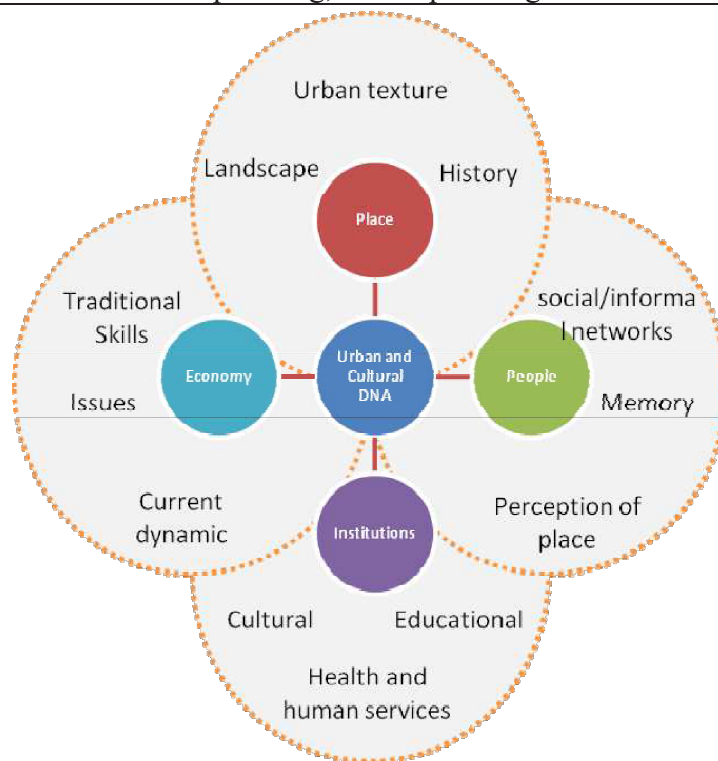 Urban texture
Landscape
History
Place
Traditional
Skills
social/informa
l networks
Economy
Urban and
Cultural
DNA
People
Issues
Memory
Current
dynamic
Perception of
place
Institutions
Cultural
Educational
Health and
human services